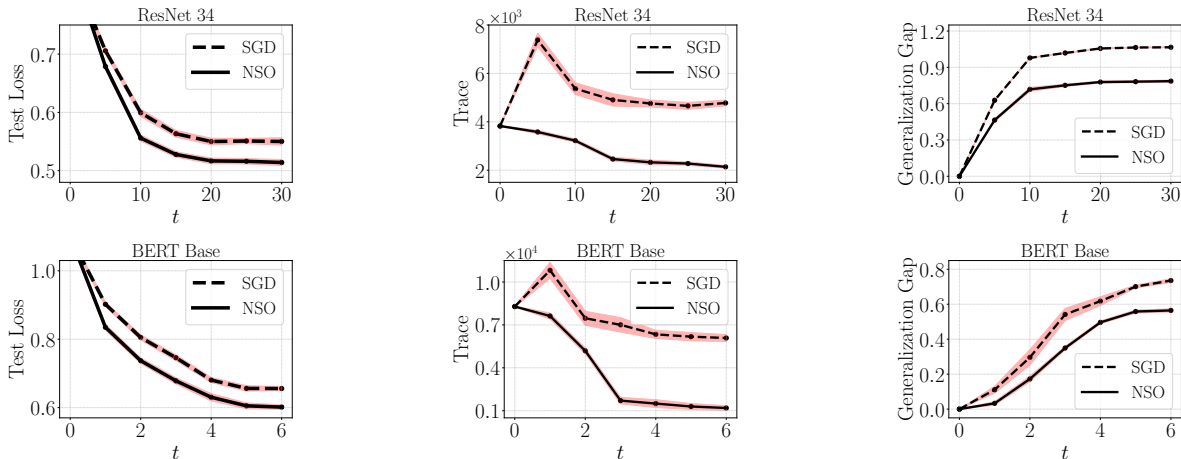 ResNet 34
Test Loss
0.7
0.6
0.5
SGD
NSO
0 10 20 30
t
ResNet 34
×10³
Trace
8
6
4
2
SGD
NSO
0 10 20 30
t
ResNet 34
Generalization Gap
1.2
0.9
0.6
0.3
0.0
SGD
NSO
0 10 20 30
t
BERT Base
Test Loss
1.0
0.8
0.6
SGD
NSO
0 2 4 6
t
BERT Base
×10⁴
Trace
1.0
0.7
0.4
0.1
SGD
NSO
0 2 4 6
t
BERT Base
Generalization Gap
0.8
0.6
0.4
0.2
0.0
SGD
NSO
0 2 4 6
t